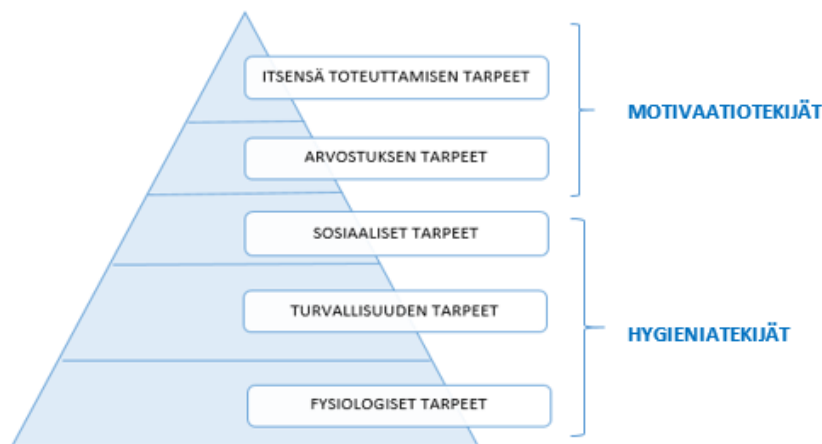 ITSENSÄ TOTEUTTAMISEN TARPEET
MOTIVAATIOTEKIJÄT
ARVOSTUKSEN TARPEET
SOSIAALISET TARPEET
TURVALLISUUDEN TARPEET
HYGIENIATEKIJÄT
FYSIOLOGISET TARPEET